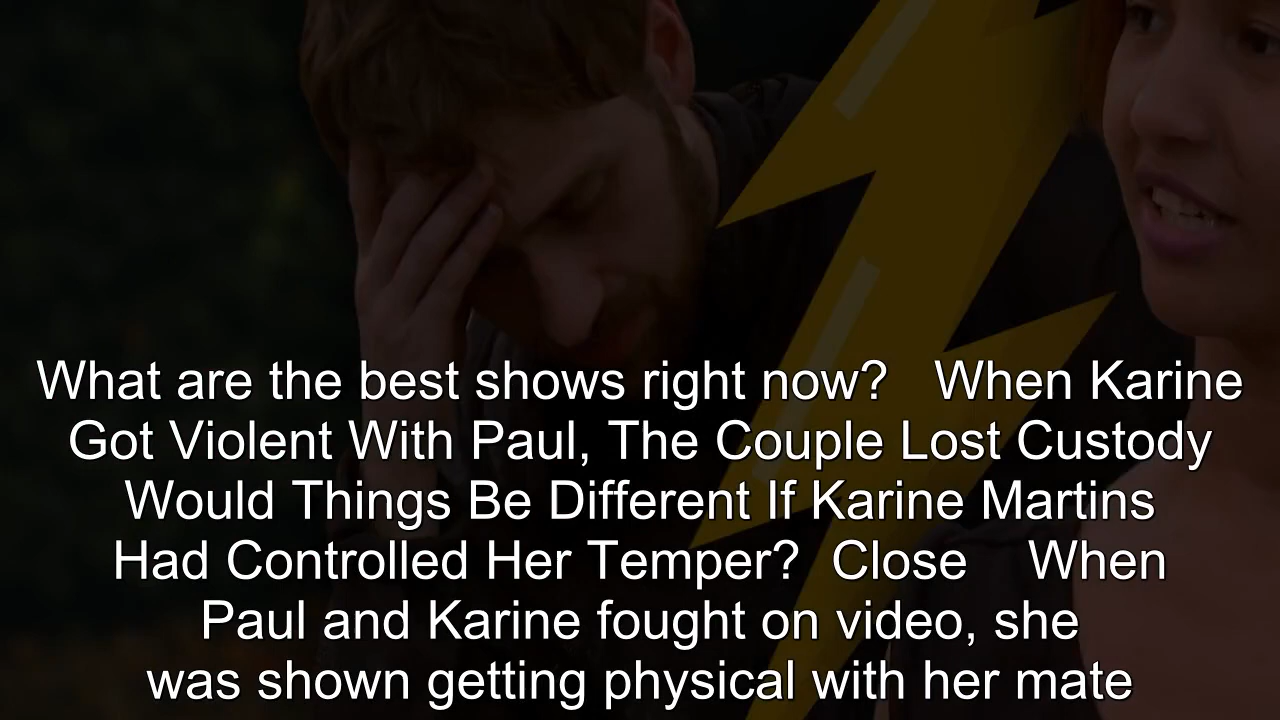 What are the best shows right now?   When Karine
Got Violent With Paul, The Couple Lost Custody
Would Things Be Different If Karine Martins
Had Controlled Her Temper?  Close    When
Paul and Karine fought on video, she
was shown getting physical with her mate